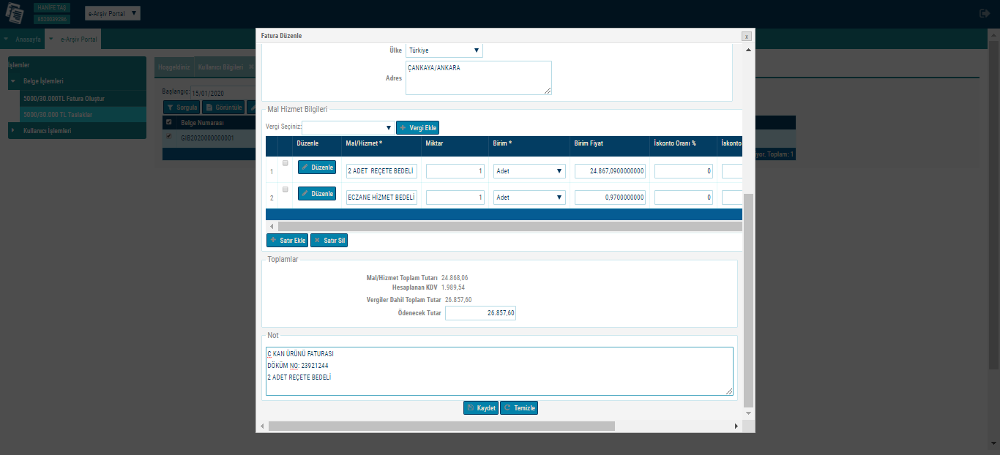 HANİFE TAŞ
8520039286
e-Arşiv Portal
Anasayfa
e-Arşiv Portal
İşlemler
Belge İşlemleri
5000/30.000TL Fatura Oluştur
5000/30.000 TL Taslaklar
Kullanıcı İşlemleri
Hoşgeldiniz
Kullanıcı Bilgileri
Başlangıç:
15/01/2020
Sorgula
Görüntüle
Belge Numarası
GIB2020000000001
yor. Toplam: 1
Fatura Düzenle
x
Ülke
Türkiye
Adres
ÇANKAYA/ANKARA
Mal Hizmet Bilgileri
Vergi Seçiniz:
Vergi Ekle
Düzenle Mal/Hizmet * Miktar Birim * Birim Fiyat İskonto Oranı % İskonto
1 Düzenle 2 ADET REÇETE BEDELİ 1 Adet 24.867,0900000000 0
2 Düzenle ECZANE HİZMET BEDELİ 1 Adet 0,9700000000 0
Satır Ekle Satır Sil
Toplamlar
Mal/Hizmet Toplam Tutarı 24.868,06
Hesaplanan KDV 1.989,54
Vergiler Dahil Toplam Tutar 26.857,60
Ödenecek Tutar 26.857,60
Not
Ç KAN ÜRÜNÜ FATURASI
DÖKÜM NO: 23921244
2 ADET REÇETE BEDELİ
Kaydet Temizle